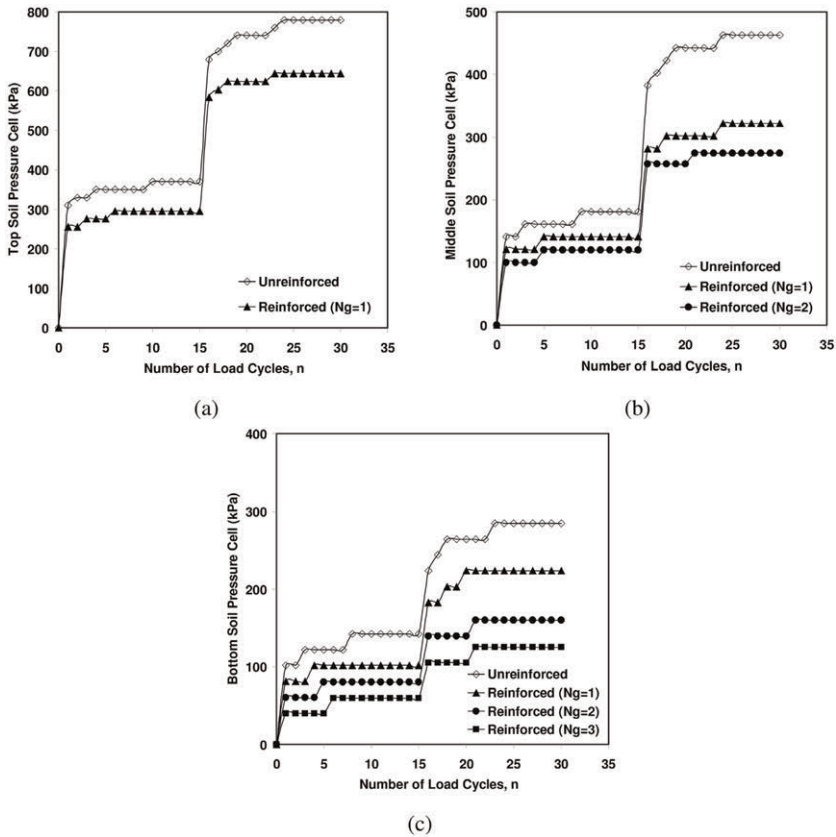 800
700
600
500
400
300
200
100
0
Top Soil Pressure Cell (kPa)
Unreinforced
Reinforced (Ng=1)
0 5 10 15 20 25 30 35
Number of Load Cycles, n
(a)
500
400
300
200
100
0
Middle Soil Pressure Cell (kPa)
Unreinforced
Reinforced (Ng=1)
Reinforced (Ng=2)
0 5 10 15 20 25 30 35
Number of Load Cycles, n
(b)
400
300
200
100
0
Bottom Soil Pressure Cell (kPa)
Unreinforced
Reinforced (Ng=1)
Reinforced (Ng=2)
Reinforced (Ng=3)
0 5 10 15 20 25 30 35
Number of Load Cycles, n
(c)